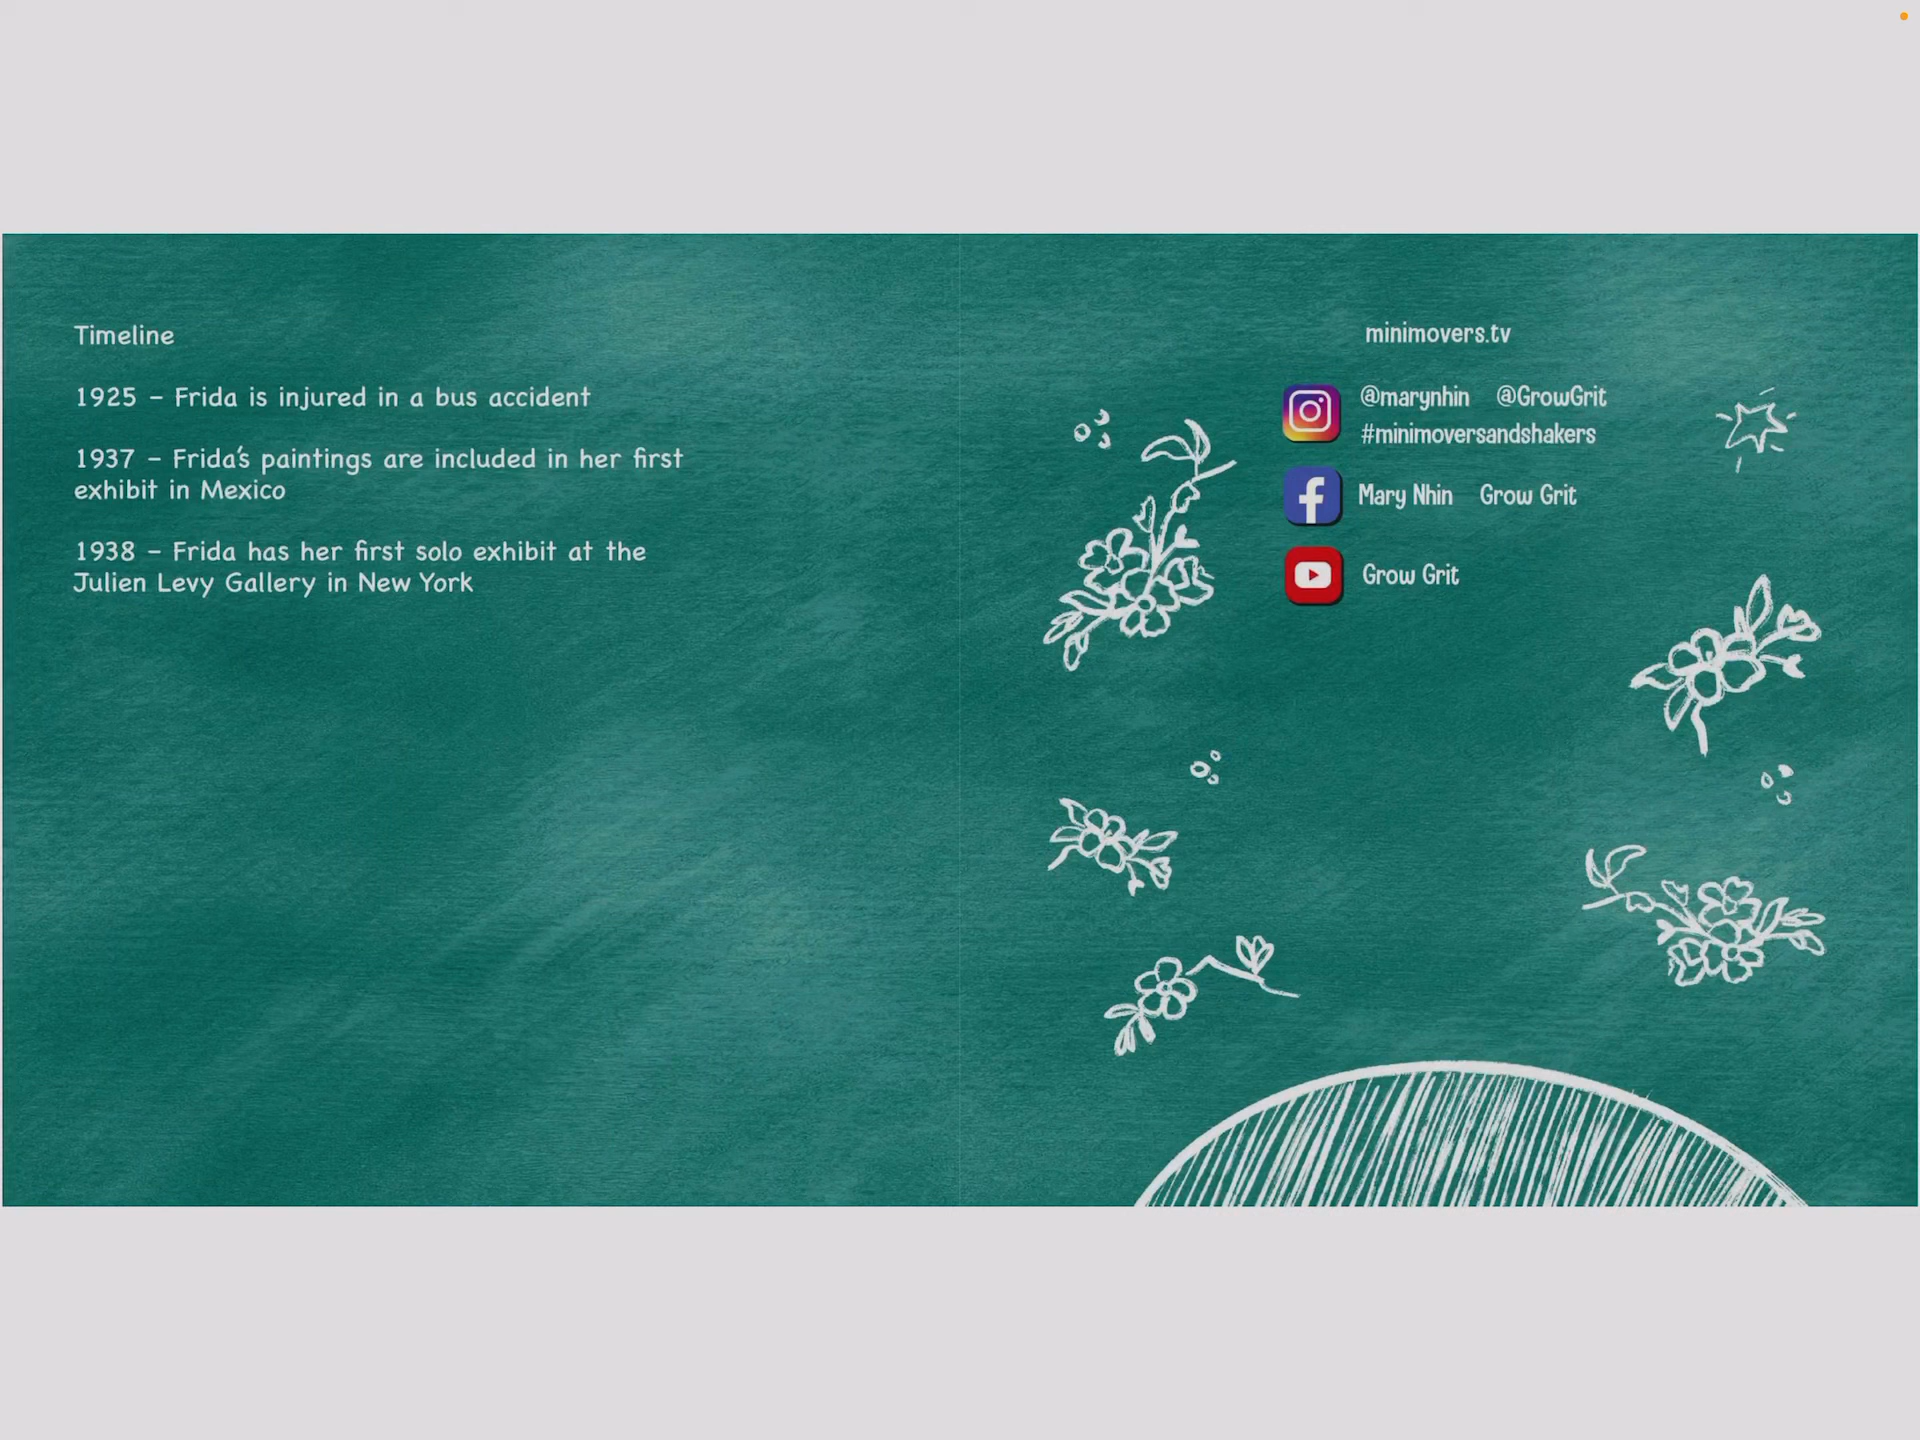 Timeline
1925 – Frida is injured in a bus accident
1937 – Frida's paintings are included in her first
exhibit in Mexico
1938 – Frida has her first solo exhibit at the
Julien Levy Gallery in New York
minimovers.tv
@marynhin @GrowGrit
#minimoversandshakers
Mary Nhin Grow Grit
Grow Grit